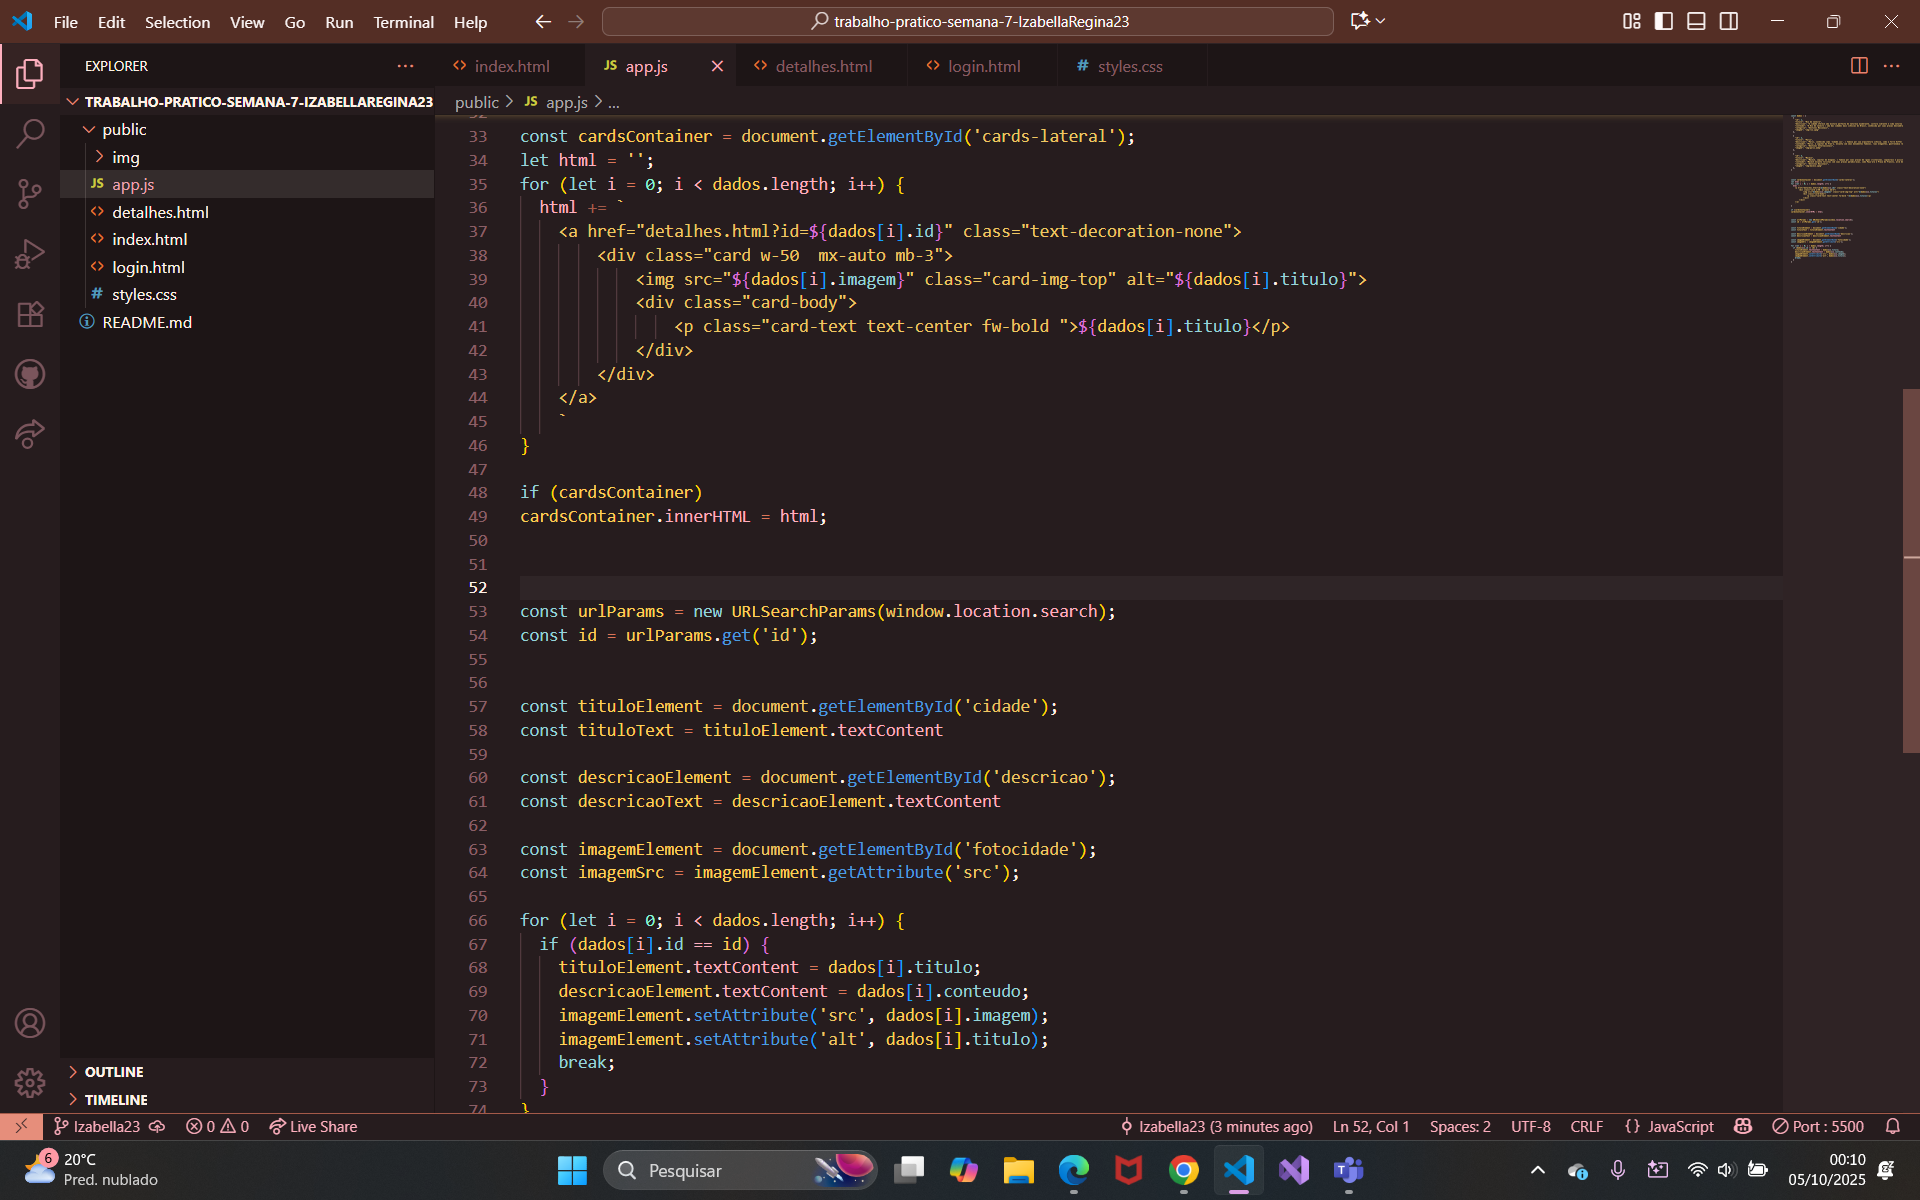 File Edit Selection View Go Run Terminal Help
trabalho-pratico-semana-7-IzabellaRegina23
EXPLORER
index.html
JS app.js
detalhes.html
login.html
# styles.css
TRABALHO-PRATICO-SEMANA-7-IZABELLAREGINA23
public
img
JS app.js
detalhes.html
index.html
login.html
# styles.css
README.md
OUTLINE
TIMELINE
public > JS app.js > ...
33 const cardsContainer = document.getElementById('cards-lateral');
34 let html = '';
35 for (let i = 0; i < dados.length; i++) {
36 html += `
37 <a href="detalhes.html?id=${dados[i].id}" class="text-decoration-none">
38 <div class="card w-50  mx-auto mb-3">
39 <img src="${dados[i].imagem}" class="card-img-top" alt="${dados[i].titulo}">
40 <div class="card-body">
41 <p class="card-text text-center fw-bold ">${dados[i].titulo}</p>
42 </div>
43 </div>
44 </a>
45 `
46 }
47
48 if (cardsContainer)
49 cardsContainer.innerHTML = html;
50
51
52
53 const urlParams = new URLSearchParams(window.location.search);
54 const id = urlParams.get('id');
55
56
57 const tituloElement = document.getElementById('cidade');
58 const tituloText = tituloElement.textContent
59
60 const descricaoElement = document.getElementById('descricao');
61 const descricaoText = descricaoElement.textContent
62
63 const imagemElement = document.getElementById('fotocidade');
64 const imagemSrc = imagemElement.getAttribute('src');
65
66 for (let i = 0; i < dados.length; i++) {
67 if (dados[i].id == id) {
68 tituloElement.textContent = dados[i].titulo;
69 descricaoElement.textContent = dados[i].conteudo;
70 imagemElement.setAttribute('src', dados[i].imagem);
71 imagemElement.setAttribute('alt', dados[i].titulo);
72 break;
73 }
74 }
Izabella23 0 0 Live Share Izabella23 (3 minutes ago) Ln 52, Col 1 Spaces: 2 UTF-8 CRLF {} JavaScript Port : 5500
6 20°C
Pred. nublado
Pesquisar
00:10
05/10/2025